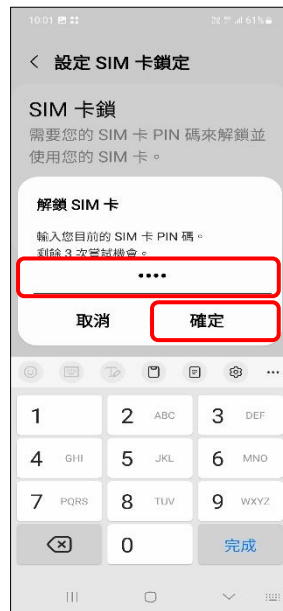 10:01
61%
設定 SIM 卡鎖定
SIM 卡鎖
需要您的 SIM 卡 PIN 碼來解鎖並
使用您的 SIM 卡。
解鎖 SIM 卡
輸入您目前的 SIM 卡 PIN 碼。
剩餘 3 次嘗試機會。
••••
取消 確定
1 2 ABC 3 DEF
4 GHI 5 JKL 6 MNO
7 PQRS 8 TUV 9 WXYZ
0 完成